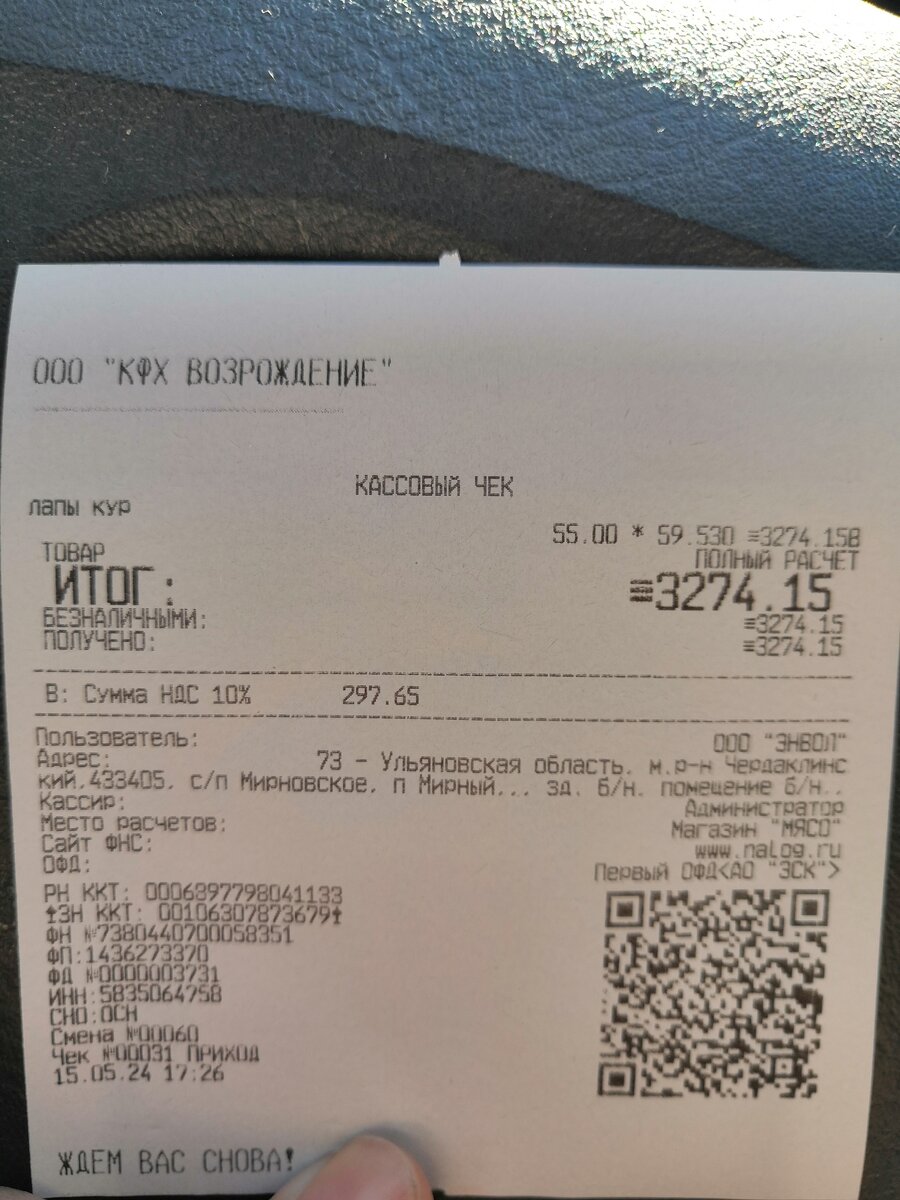 ООО "КФХ ВОЗРОЖДЕНИЕ"
КАССОВЫЙ ЧЕК
лапы кур
55.00 * 59.530 ≡3274.15В
ТОВАР ПОЛНЫЙ РАСЧЕТ
ИТОГ: ≡3274.15
БЕЗНАЛИЧНЫМИ: ≡3274.15
ПОЛУЧЕНО: ≡3274.15
В: Сумма НДС 10% 297.65
Пользователь: ООО "ЭНВОЛ"
Адрес: 73 - Ульяновская область, м.р-н Чердаклинс
кий,433405, с/п Мирновское, п Мирный,,, зд. б/н, помещение б/н,,
Кассир: Администратор
Место расчетов: Магазин "МЯСО"
Сайт ФНС: www.nalog.ru
ОФД: Первый ОФД<АО "ЭСК">
РН ККТ: 0006897798041133
‡ЗН ККТ: 00106307873679‡
ФН №7380440700058351
ФП:1436273370
ФД №0000003731
ИНН:5835064758
СНО:ОСН
Смена №00060
Чек №00031 ПРИХОД
15.05.24 17:26
ЖДЕМ ВАС СНОВА!